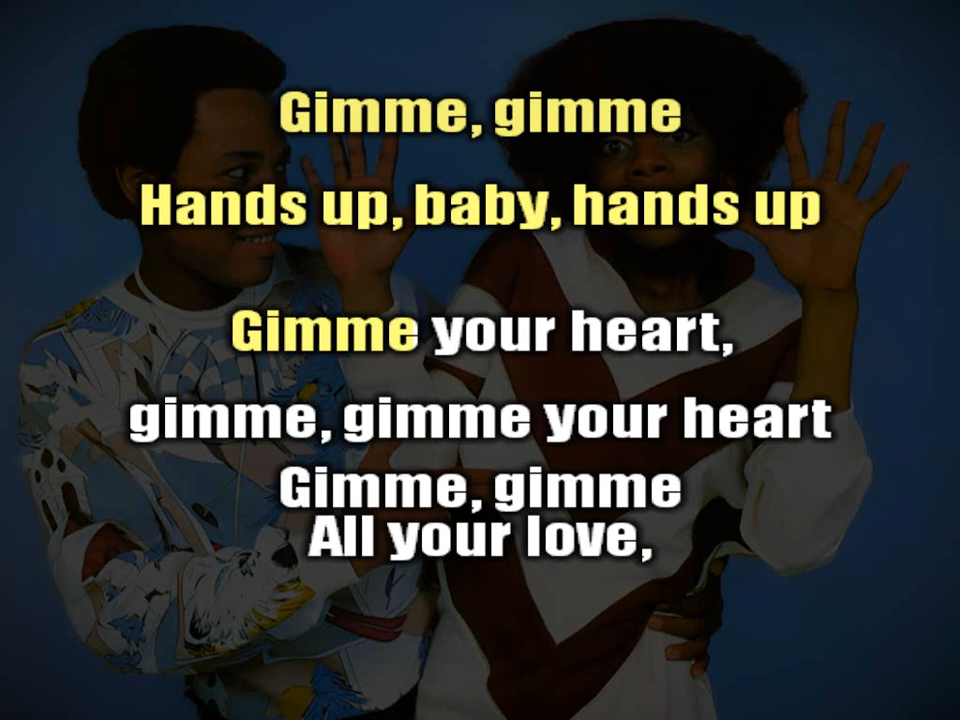 Gimme, gimme
Hands up, baby, hands up
Gimme your heart,
gimme, gimme your heart
Gimme, gimme
All your love,